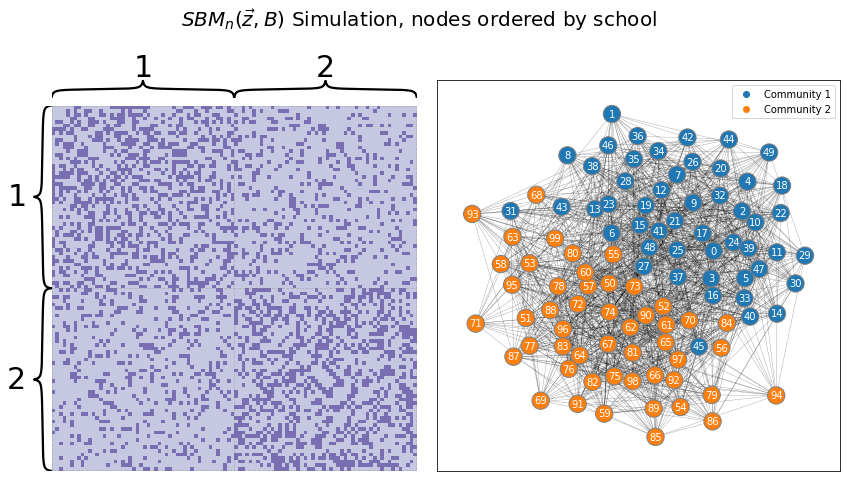 SBM_n(z⃗, B) Simulation, nodes ordered by school
1 2
1
2
Community 1
Community 2
1
36 42 44
46
8 35 34 49
38 26 20
7
28 4 18
12
68 32
43 13 23 19 9 2 22
93 31 10
15 21
6 41 17
63 99 24
48 39
80 55 25 0 11 29
58 53 27 47
60 37 3 5
95 78 57 50 73 30
16 33
72 52
88 74 90 40 14
71 51 61 70 84
96 62
77 83 67 65 45 56
87 64 81
76 97
82 75 98 66 92
69 91 79 94
59 89 54
86
85